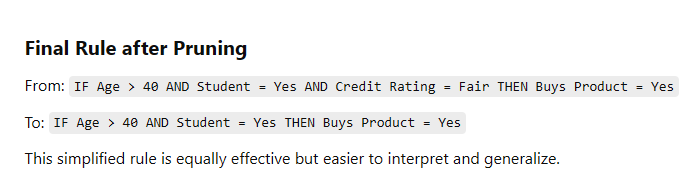 Final Rule after Pruning
From: IF Age > 40 AND Student = Yes AND Credit Rating = Fair THEN Buys Product = Yes
To: IF Age > 40 AND Student = Yes THEN Buys Product = Yes
This simplified rule is equally effective but easier to interpret and generalize.